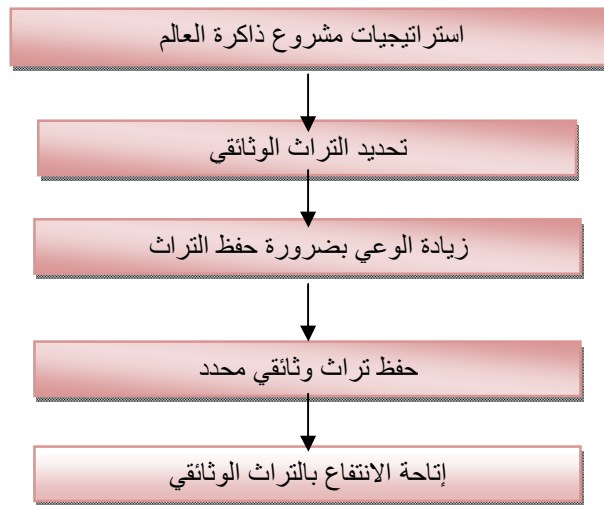 استراتيجيات مشروع ذاكرة العالم
تحديد التراث الوثائقي
زيادة الوعي بضرورة حفظ التراث
حفظ تراث وثائقي محدد
إتاحة الانتفاع بالتراث الوثائقي